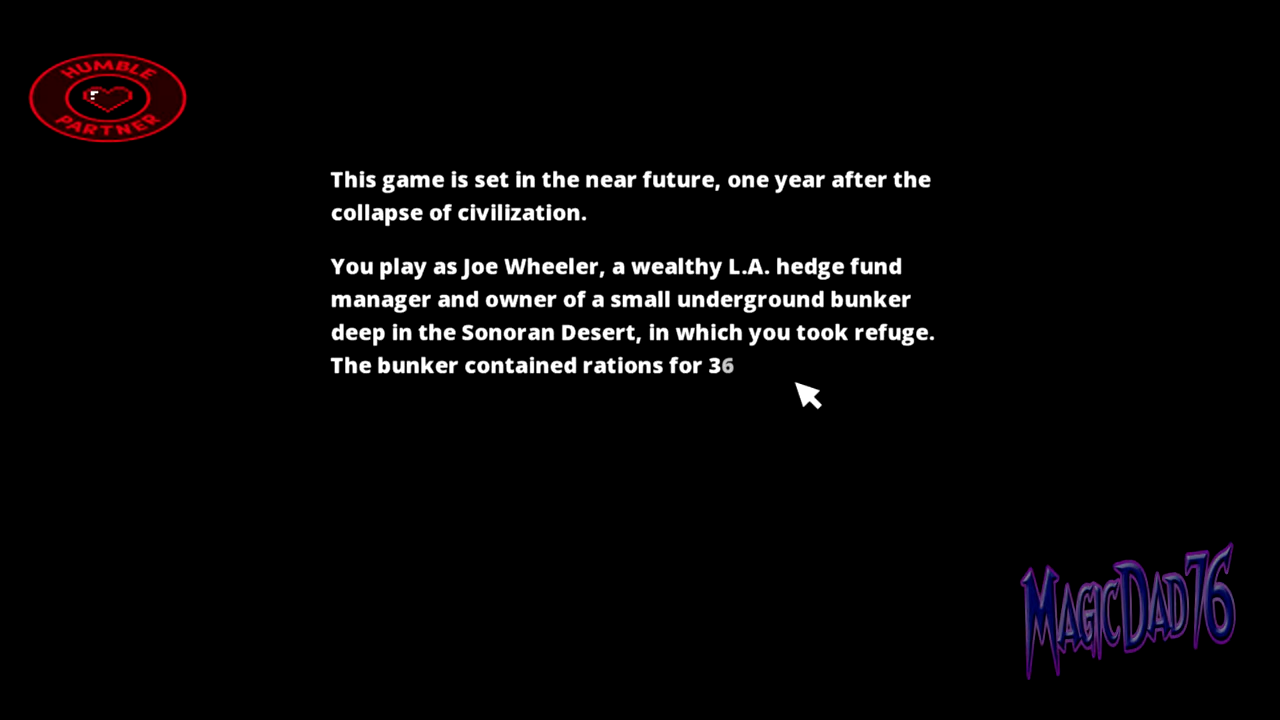 HUMBLE
PARTNER
This game is set in the near future, one year after the
collapse of civilization.
You play as Joe Wheeler, a wealthy L.A. hedge fund
manager and owner of a small underground bunker
deep in the Sonoran Desert, in which you took refuge.
The bunker contained rations for 36
MAGICDAD76